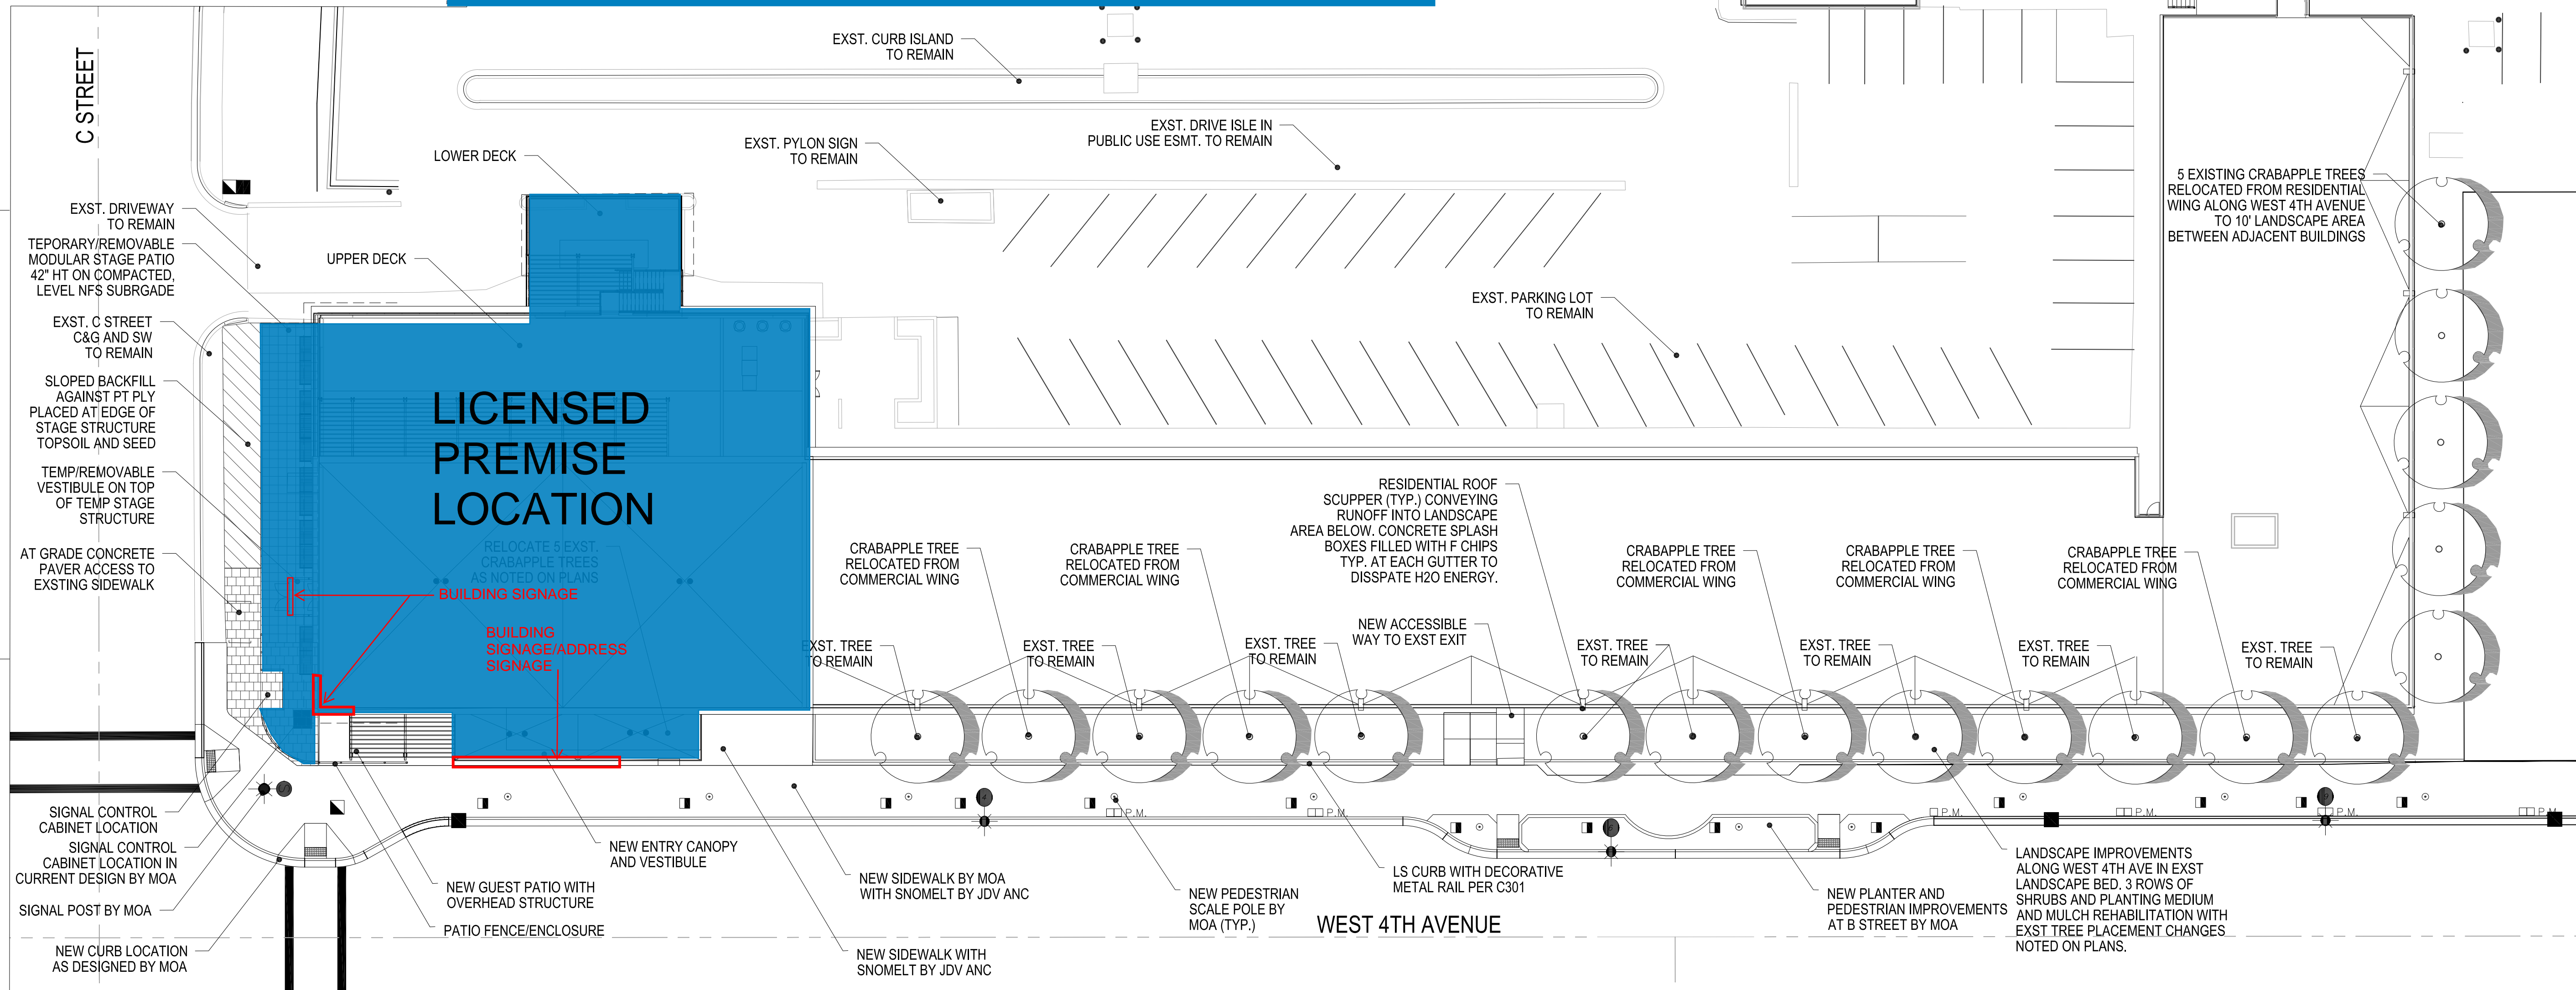 C STREET
EXST. CURB ISLAND
TO REMAIN
EXST. DRIVE ISLE IN
PUBLIC USE ESMT. TO REMAIN
EXST. PYLON SIGN
TO REMAIN
LOWER DECK
5 EXISTING CRABAPPLE TREES
RELOCATED FROM RESIDENTIAL
WING ALONG WEST 4TH AVENUE
TO 10' LANDSCAPE AREA
BETWEEN ADJACENT BUILDINGS
EXST. DRIVEWAY
TO REMAIN
TEPORARY/REMOVABLE
MODULAR STAGE PATIO
42" HT ON COMPACTED,
LEVEL NFS SUBRGADE
UPPER DECK
EXST. PARKING LOT
TO REMAIN
EXST. C STREET
C&G AND SW
TO REMAIN
SLOPED BACKFILL
AGAINST PT PLY
PLACED AT EDGE OF
STAGE STRUCTURE
TOPSOIL AND SEED
LICENSED
PREMISE
LOCATION
TEMP/REMOVABLE
VESTIBULE ON TOP
OF TEMP STAGE
STRUCTURE
AT GRADE CONCRETE
PAVER ACCESS TO
EXSTING SIDEWALK
RELOCATE 5 EXST.
CRABAPPLE TREES
AS NOTED ON PLANS
BUILDING SIGNAGE
BUILDING
SIGNAGE/ADDRESS
SIGNAGE
CRABAPPLE TREE
RELOCATED FROM
COMMERCIAL WING
CRABAPPLE TREE
RELOCATED FROM
COMMERCIAL WING
RESIDENTIAL ROOF
SCUPPER (TYP.) CONVEYING
RUNOFF INTO LANDSCAPE
AREA BELOW. CONCRETE SPLASH
BOXES FILLED WITH F CHIPS
TYP. AT EACH GUTTER TO
DISSPATE H2O ENERGY.
CRABAPPLE TREE
RELOCATED FROM
COMMERCIAL WING
CRABAPPLE TREE
RELOCATED FROM
COMMERCIAL WING
CRABAPPLE TREE
RELOCATED FROM
COMMERCIAL WING
EXST. TREE
TO REMAIN
EXST. TREE
TO REMAIN
EXST. TREE
TO REMAIN
NEW ACCESSIBLE
WAY TO EXST EXIT
EXST. TREE
TO REMAIN
EXST. TREE
TO REMAIN
EXST. TREE
TO REMAIN
EXST. TREE
TO REMAIN
P.M.
P.M.
P.M.
P.M.
P.M.
P.M.
SIGNAL CONTROL
CABINET LOCATION
SIGNAL CONTROL
CABINET LOCATION IN
CURRENT DESIGN BY MOA
SIGNAL POST BY MOA
NEW CURB LOCATION
AS DESIGNED BY MOA
NEW ENTRY CANOPY
AND VESTIBULE
NEW GUEST PATIO WITH
OVERHEAD STRUCTURE
PATIO FENCE/ENCLOSURE
NEW SIDEWALK BY MOA
WITH SNOMELT BY JDV ANC
NEW SIDEWALK WITH
SNOMELT BY JDV ANC
NEW PEDESTRIAN
SCALE POLE BY
MOA (TYP.)
LS CURB WITH DECORATIVE
METAL RAIL PER C301
WEST 4TH AVENUE
NEW PLANTER AND
PEDESTRIAN IMPROVEMENTS
AT B STREET BY MOA
LANDSCAPE IMPROVEMENTS
ALONG WEST 4TH AVE IN EXST
LANDSCAPE BED. 3 ROWS OF
SHRUBS AND PLANTING MEDIUM
AND MULCH REHABILITATION WITH
EXST TREE PLACEMENT CHANGES
NOTED ON PLANS.